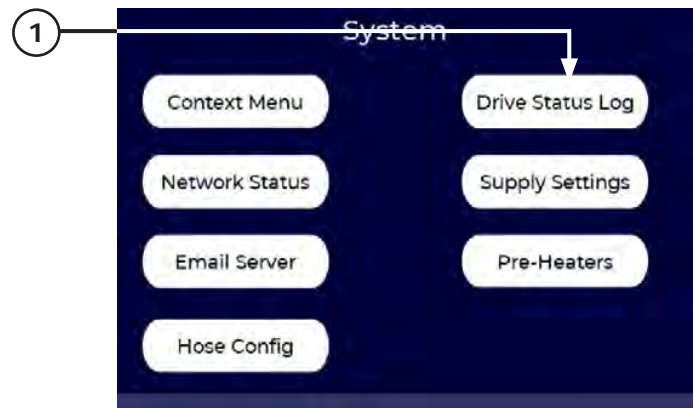 1
System
Context Menu
Drive Status Log
Network Status
Supply Settings
Email Server
Pre-Heaters
Hose Config